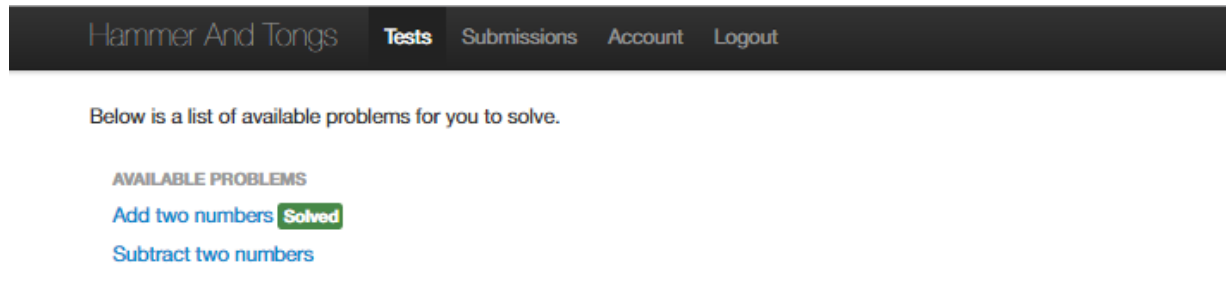 Hammer And Tongs Tests Submissions Account Logout
Below is a list of available problems for you to solve.
AVAILABLE PROBLEMS
Add two numbers Solved
Subtract two numbers